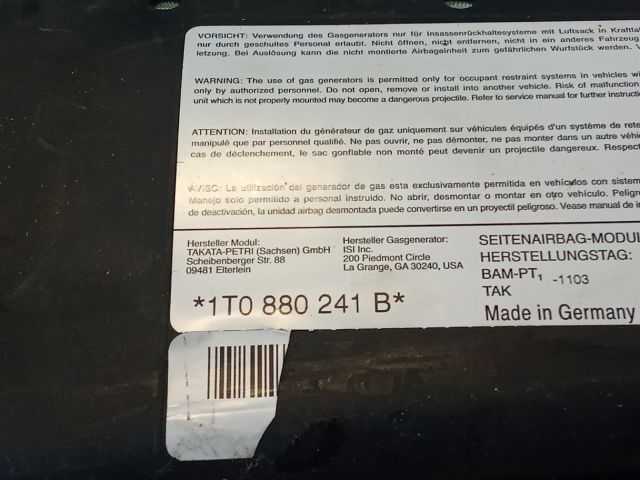 VORSICHT: Verwendung des Gasgenerators nur für Insassenrückhaltesysteme mit Luftsack in
nur durch geschultes Personal erlaubt. Nicht öffnen, nicht entfernen, nicht in ein anderes Fahrzeug
letzung. Bei Auslösung kann die nicht montierte Airbageinheit zum gefährlichen Wurfstück werden.
WARNING: The use of gas generators is permitted only for occupant restraint systems in vehicles
only by authorized personnel. Do not open, remove or install into another vehicle. Risk of malfunction
unit which is not properly mounted may become a dangerous projectile. Refer to service manual for further
ATTENTION: Installation du générateur de gaz uniquement sur véhicules équipés d'un système de
manipulé que par personnel qualifié. Ne pas ouvrir, ne pas démonter, ne pas monter dans un autre
cas de déclenchement, le sac gonflable non monté peut devenir un projectile dangereux.
AVISO: La utilización del generador de gas esta exclusivamente permitida en vehículos con
Manejo solo permitido a personal instruido. No abrir, desmontar o montar en otro vehículo.
de deactivación, la unidad airbag desmontada puede convertirse en un proyectil peligroso. Vease manual de
Hersteller Modul:
TAKATA-PETRI (Sachsen) GmbH
Scheibenberger Str. 88
09481 Elterlein
Hersteller Gasgenerator:
ISI Inc.
200 Piedmont Circle
La Grange, GA 30240, USA
SEITENAIRBAG-MODUL
HERSTELLUNGSTAG:
BAM-PT₁ -1103
TAK
Made in Germany
*1T0 880 241 B*